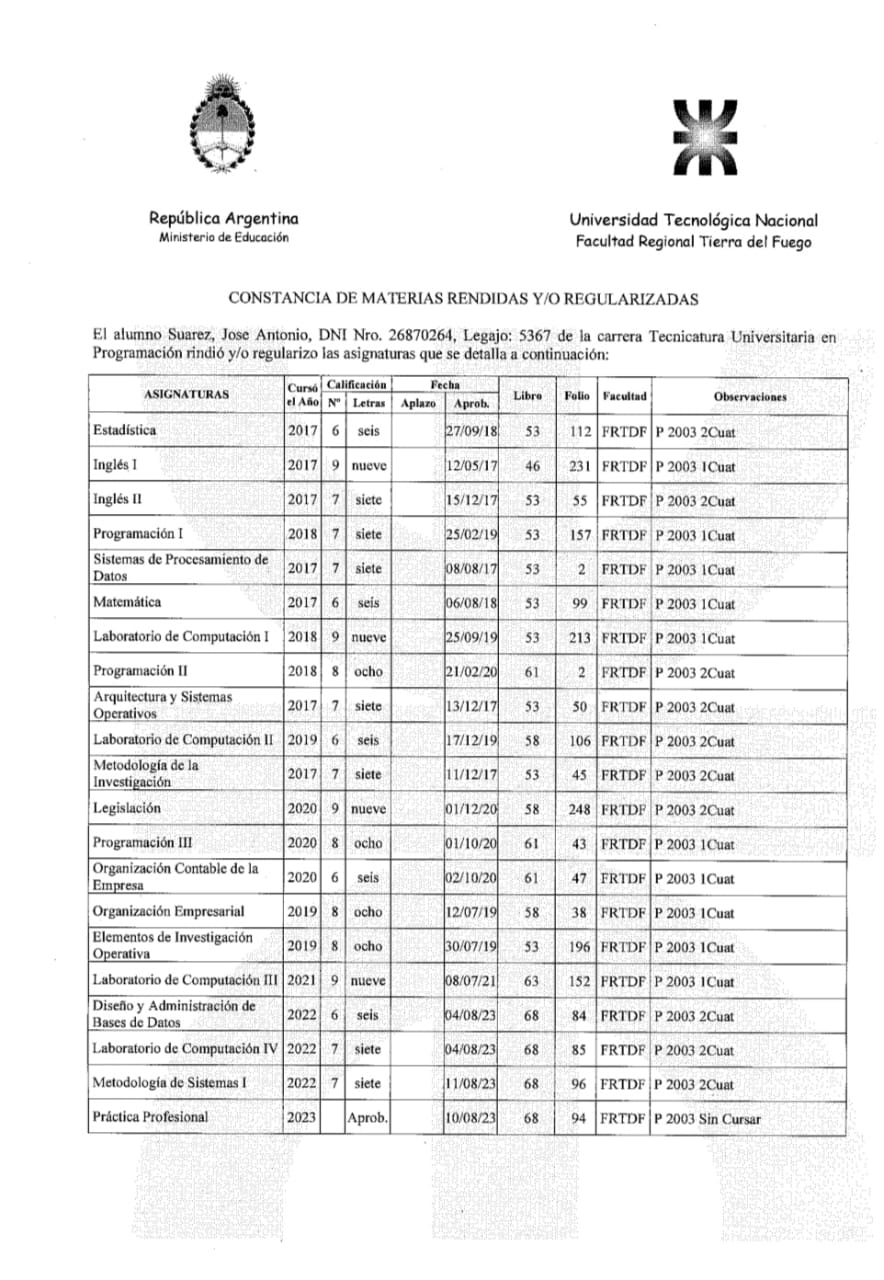 República Argentina
Ministerio de Educación
Universidad Tecnológica Nacional
Facultad Regional Tierra del Fuego
CONSTANCIA DE MATERIAS RENDIDAS Y/O REGULARIZADAS
El alumno Suarez, Jose Antonio, DNI Nro. 26870264, Legajo: 5367 de la carrera Tecnicatura Universitaria en
Programación rindió y/o regularizo las asignaturas que se detalla a continuación:
ASIGNATURAS Cursó el Año Calificación Nº Letras Fecha Aplazo Aprob. Libro Folio Facultad Observaciones
Estadística 2017 6 seis 27/09/18 53 112 FRTDF P 2003 2Cuat
Inglés I 2017 9 nueve 12/05/17 46 231 FRTDF P 2003 1Cuat
Inglés II 2017 7 siete 15/12/17 53 55 FRTDF P 2003 2Cuat
Programación I 2018 7 siete 25/02/19 53 157 FRTDF P 2003 1Cuat
Sistemas de Procesamiento de
Datos 2017 7 siete 08/08/17 53 2 FRTDF P 2003 1Cuat
Matemática 2017 6 seis 06/08/18 53 99 FRTDF P 2003 1Cuat
Laboratorio de Computación I 2018 9 nueve 25/09/19 53 213 FRTDF P 2003 1Cuat
Programación II 2018 8 ocho 21/02/20 61 2 FRTDF P 2003 2Cuat
Arquitectura y Sistemas
Operativos 2017 7 siete 13/12/17 53 50 FRTDF P 2003 2Cuat
Laboratorio de Computación II 2019 6 seis 17/12/19 58 106 FRTDF P 2003 2Cuat
Metodología de la
Investigación 2017 7 siete 11/12/17 53 45 FRTDF P 2003 2Cuat
Legislación 2020 9 nueve 01/12/20 58 248 FRTDF P 2003 2Cuat
Programación III 2020 8 ocho 01/10/20 61 43 FRTDF P 2003 1Cuat
Organización Contable de la
Empresa 2020 6 seis 02/10/20 61 47 FRTDF P 2003 1Cuat
Organización Empresarial 2019 8 ocho 12/07/19 58 38 FRTDF P 2003 1Cuat
Elementos de Investigación
Operativa 2019 8 ocho 30/07/19 53 196 FRTDF P 2003 1Cuat
Laboratorio de Computación III 2021 9 nueve 08/07/21 63 152 FRTDF P 2003 1Cuat
Diseño y Administración de
Bases de Datos 2022 6 seis 04/08/23 68 84 FRTDF P 2003 2Cuat
Laboratorio de Computación IV 2022 7 siete 04/08/23 68 85 FRTDF P 2003 2Cuat
Metodología de Sistemas I 2022 7 siete 11/08/23 68 96 FRTDF P 2003 2Cuat
Práctica Profesional 2023 Aprob. 10/08/23 68 94 FRTDF P 2003 Sin Cursar